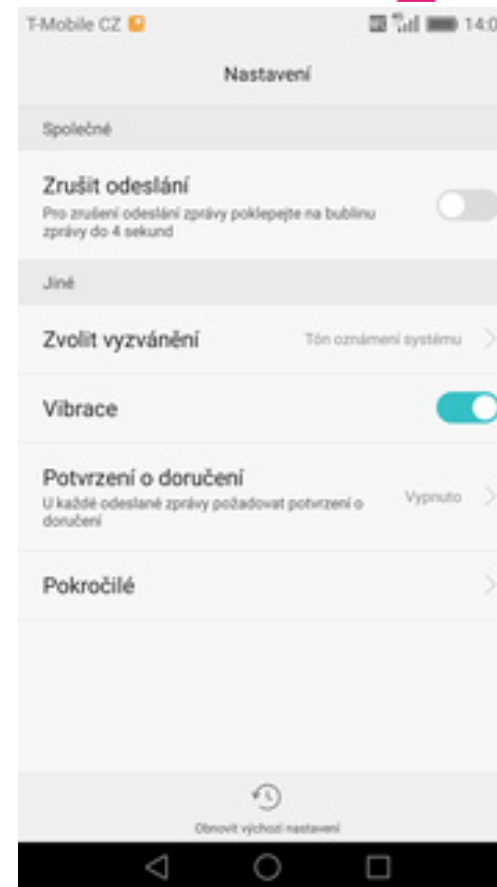 T-Mobile CZ 14:0
Nastavení
Společné
Zrušit odeslání
Pro zrušení odeslání zprávy poklepejte na bublinu
zprávy do 4 sekund
Jiné
Zvolit vyzvánění Tón oznámení systému
Vibrace
Potvrzení o doručení
U každé odeslané zprávy požadovat potvrzení o
doručení
Vypnuto
Pokročilé
Obnovit výchozí nastavení